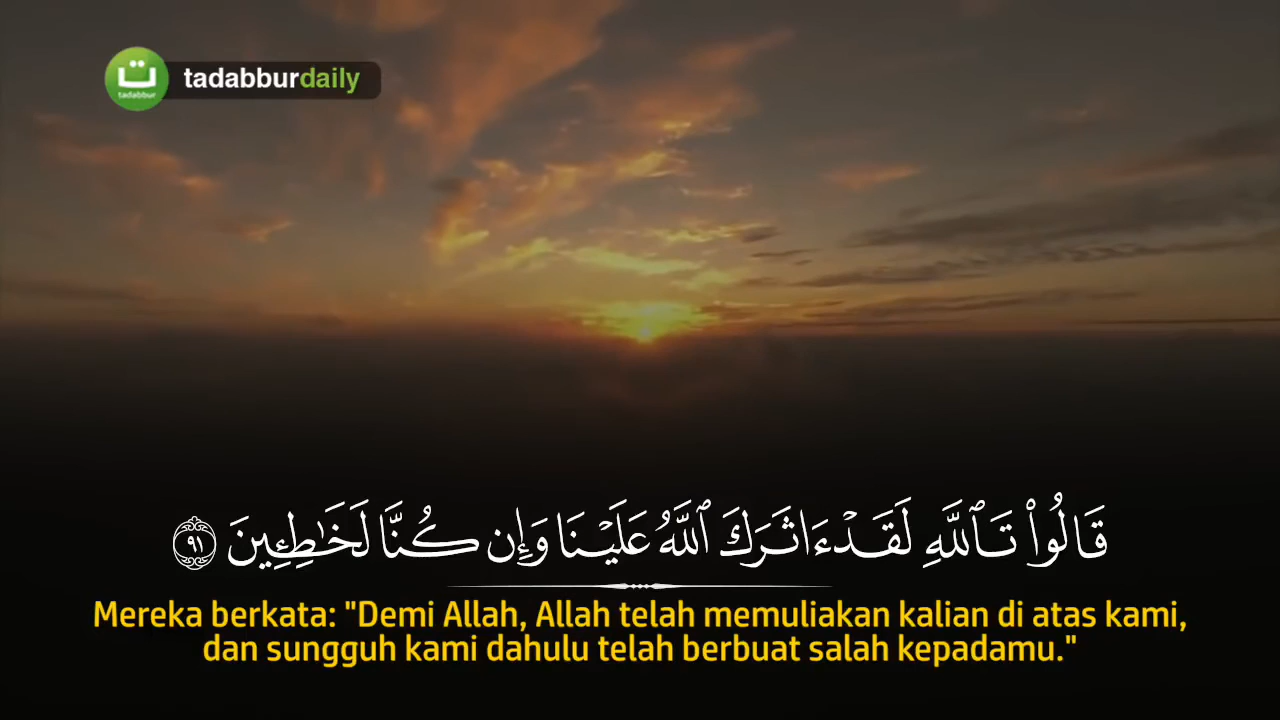 ت
tadabbur
tadabburdaily
قَالُوا۟ تَٱللَّهِ لَقَدْ ءَاثَرَكَ ٱللَّهُ عَلَيْنَا وَإِن كُنَّا لَخَـٰطِـِٔينَ ٩١
Mereka berkata: "Demi Allah, Allah telah memuliakan kalian di atas kami,
dan sungguh kami dahulu telah berbuat salah kepadamu."